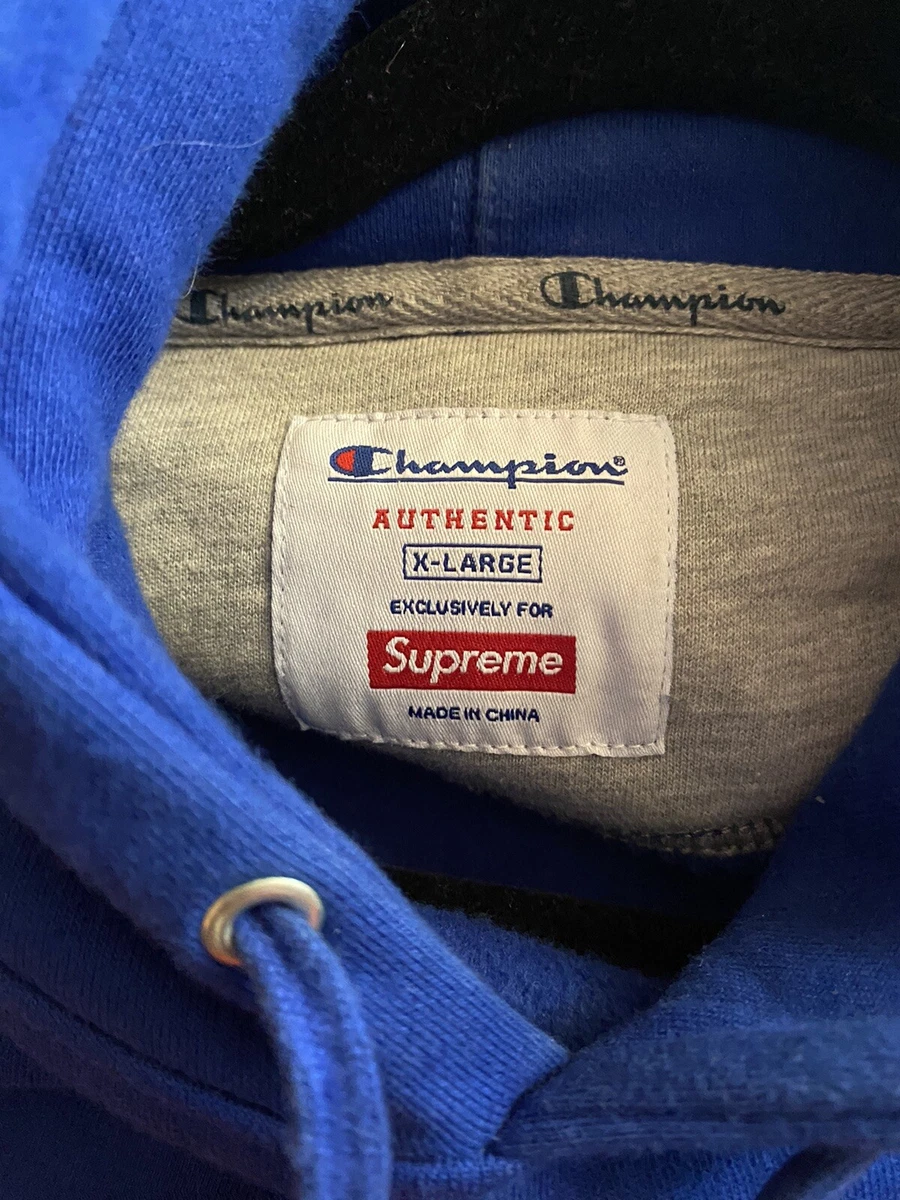 Champion Champion
Champion®
AUTHENTIC
X-LARGE
EXCLUSIVELY FOR
Supreme
MADE IN CHINA